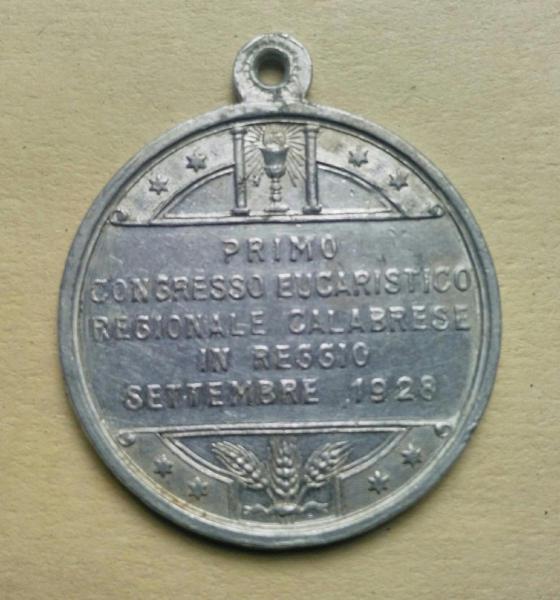 PRIMO
CONGRESSO EUCARISTICO
REGIONALE CALABRESE
IN REGGIO
SETTEMBRE 1928